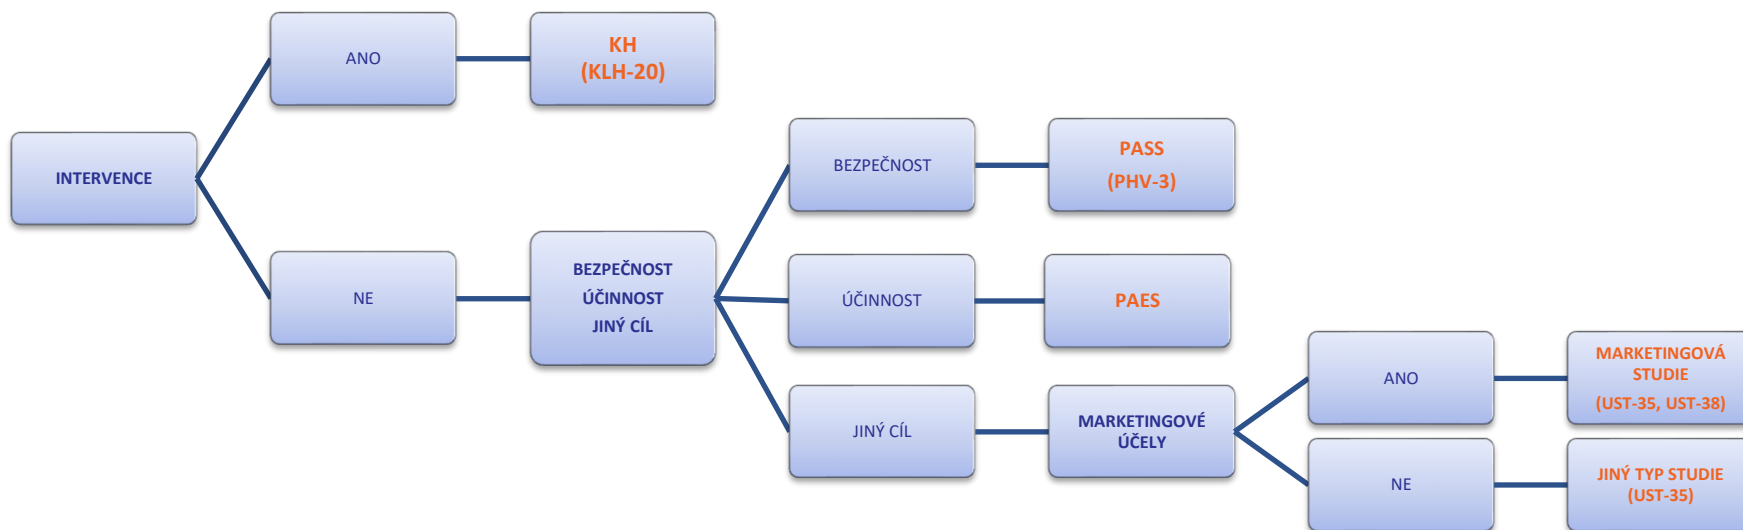 INTERVENCE
ANO
KH
(KLH-20)
NE
BEZPEČNOST
ÚČINNOST
JINÝ CÍL
BEZPEČNOST
PASS
(PHV-3)
ÚČINNOST
PAES
JINÝ CÍL
MARKETINGOVÉ
ÚČELY
ANO
MARKETINGOVÁ
STUDIE
(UST-35, UST-38)
NE
JINÝ TYP STUDIE
(UST-35)